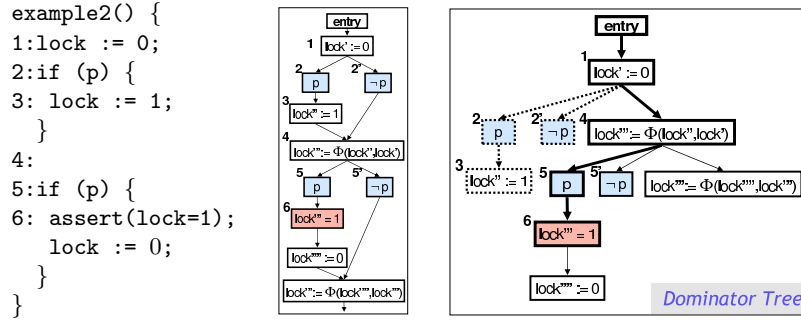 example2() {
1:lock := 0;
2:if (p) {
3: lock := 1;
}
4:
5:if (p) {
6: assert(lock=1);
lock := 0;
}
}
entry
1
lock' := 0
2
p
2'
¬ p
3
lock'' := 1
4
lock''':= Φ(lock'',lock')
5
p
5'
¬ p
6
lock''' = 1
lock'''' := 0
lock''':= Φ(lock'''',lock''')
entry
1
lock' := 0
2
p
2'
¬ p
4
lock''':= Φ(lock'',lock')
3
lock'' := 1
5
p
5'
¬ p
lock''':= Φ(lock'''',lock''')
6
lock''' = 1
lock'''' := 0
Dominator Tree